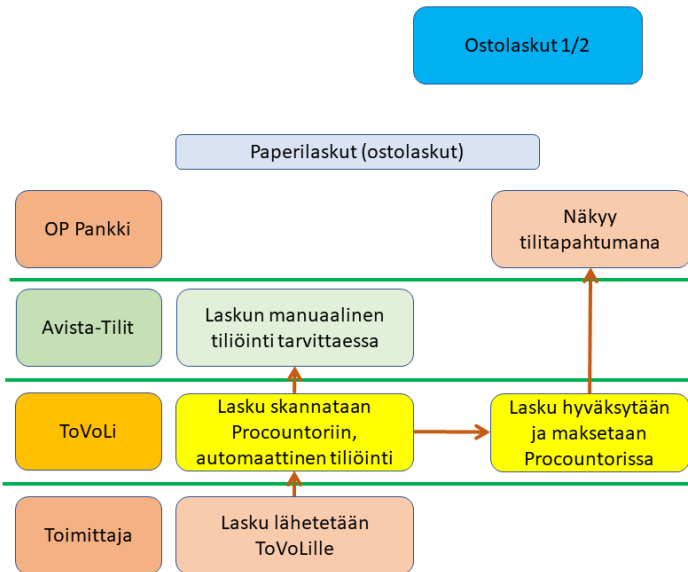 Ostolaskut 1/2
Paperilaskut (ostolaskut)
OP Pankki
Näkyy
tilitapahtumana
Avista-Tilit
Laskun manuaalinen
tiliöinti tarvittaessa
ToVoLi
Lasku skannataan
Procountoriin,
automaattinen tiliöinti
Lasku hyväksytään
ja maksetaan
Procountorissa
Toimittaja
Lasku lähetetään
ToVoLille